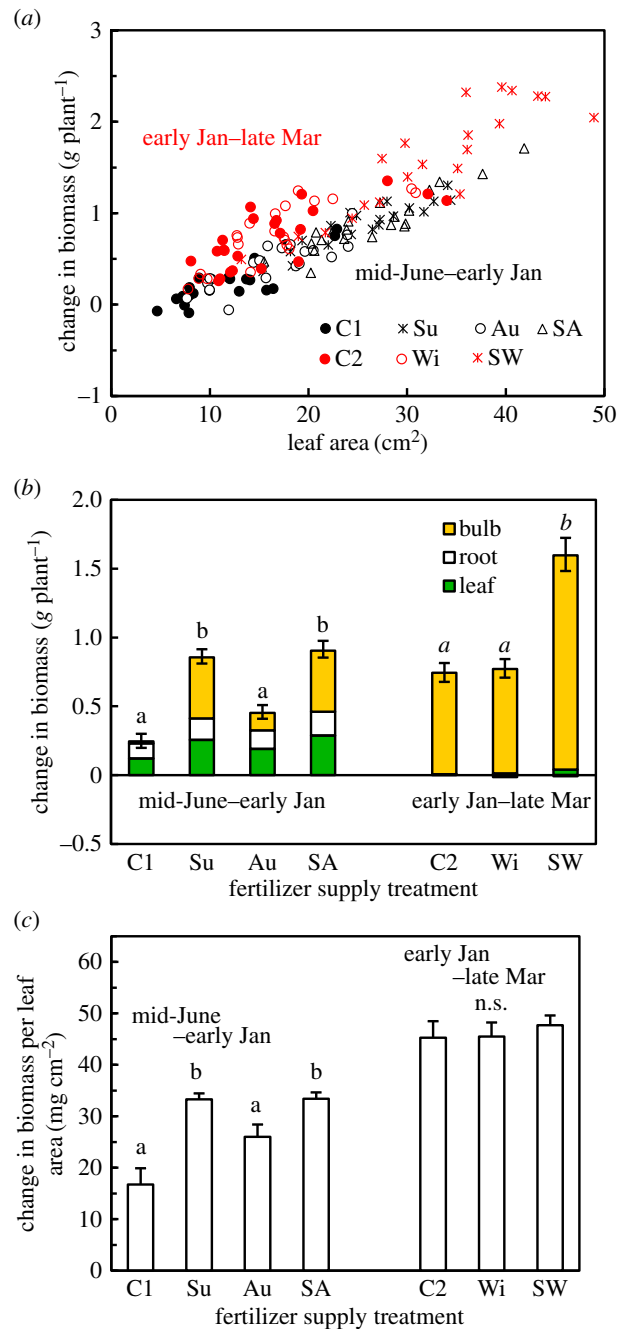 (a)
3
2
1
0
–1
change in biomass (g plant–1)
early Jan–late Mar
mid-June–early Jan
C1 Su Au SA
C2 Wi SW
0 10 20 30 40 50
leaf area (cm2)
(b)
2.0
1.5
1.0
0.5
0
–0.5
change in biomass (g plant–1)
bulb
root
leaf
a b a b a a b
mid-June–early Jan early Jan–late Mar
C1 Su Au SA C2 Wi SW
fertilizer supply treatment
(c)
60
50
40
30
20
10
0
change in biomass per leaf
area (mg cm–2)
mid-June
–early Jan
early Jan
–late Mar
n.s.
a b a b
C1 Su Au SA C2 Wi SW
fertilizer supply treatment